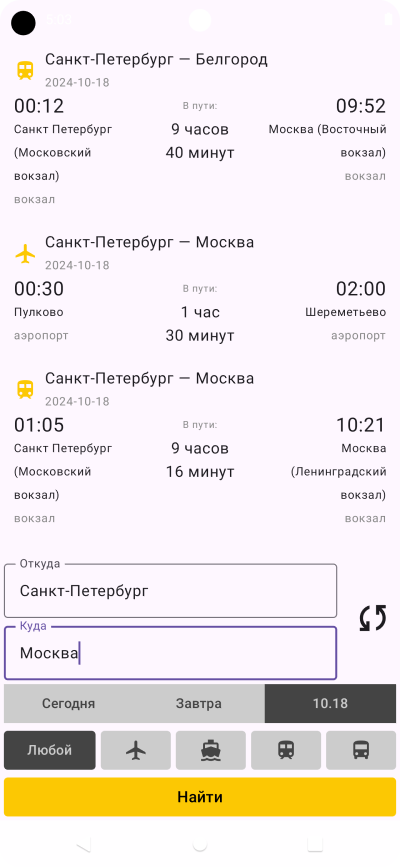 Санкт-Петербург — Белгород
2024-10-18
00:12 В пути: 09:52
Санкт Петербург 9 часов Москва (Восточный
(Московский 40 минут вокзал)
вокзал) вокзал
вокзал
Санкт-Петербург — Москва
2024-10-18
00:30 В пути: 02:00
Пулково 1 час Шереметьево
аэропорт 30 минут аэропорт
Санкт-Петербург — Москва
2024-10-18
01:05 В пути: 10:21
Санкт Петербург 9 часов Москва
(Московский 16 минут (Ленинградский
вокзал) вокзал)
вокзал вокзал
Откуда
Санкт-Петербург
Куда
Москва
Сегодня Завтра 10.18
Любой
Найти